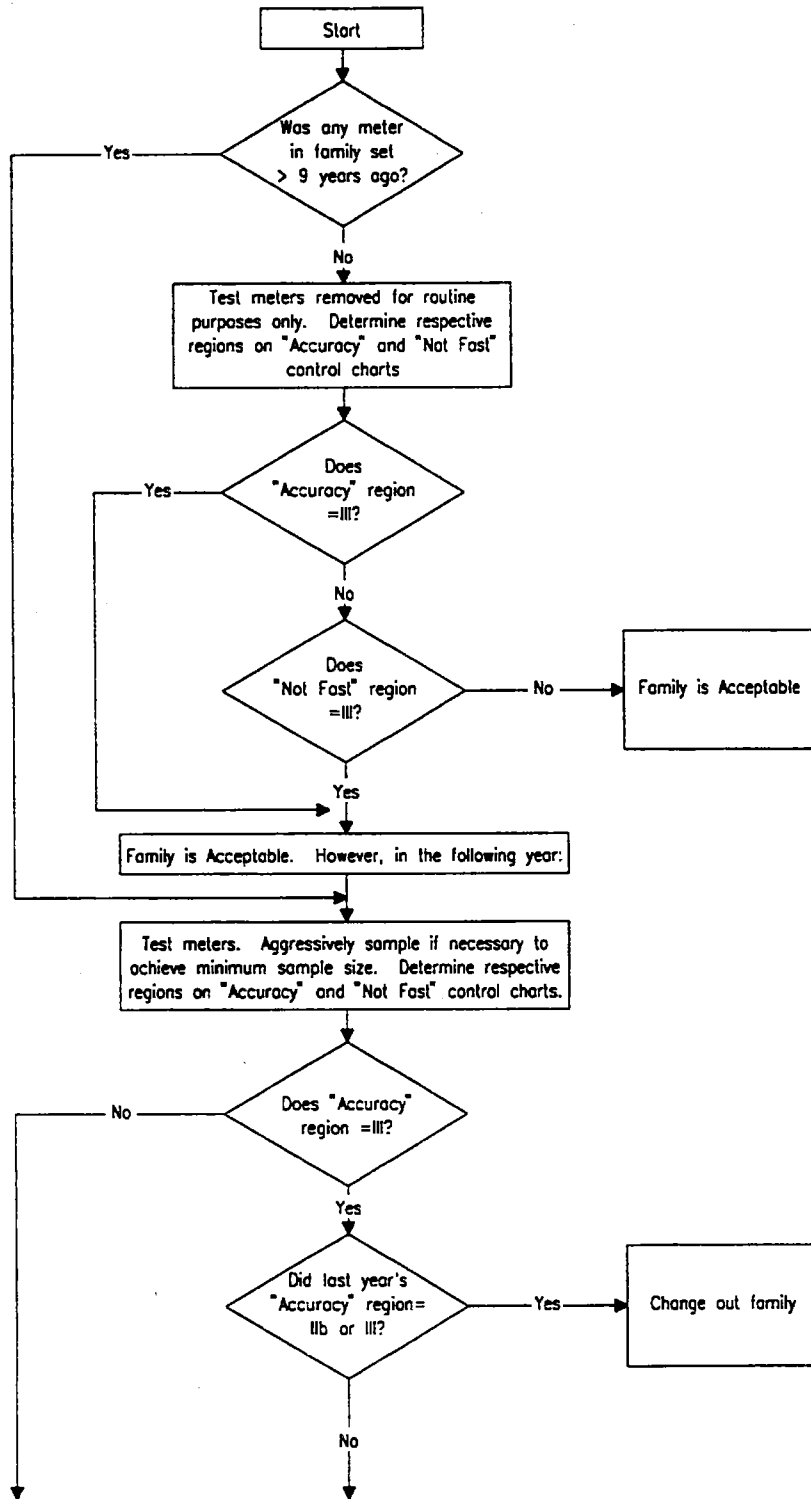 Start
Was any meter
in family set
> 9 years ago?
Yes
No
Test meters removed for routine
purposes only. Determine respective
regions on "Accuracy" and "Not Fast"
control charts
Does
"Accuracy" region
=III?
Yes
No
Does
"Not Fast" region
=III?
No
Family is Acceptable
Yes
Family is Acceptable. However, in the following year:
Test meters. Aggressively sample if necessary to
achieve minimum sample size. Determine respective
regions on "Accuracy" and "Not Fast" control charts.
Does "Accuracy"
region =III?
No
Yes
Did last year's
"Accuracy" region=
IIb or III?
Yes
Change out family
No